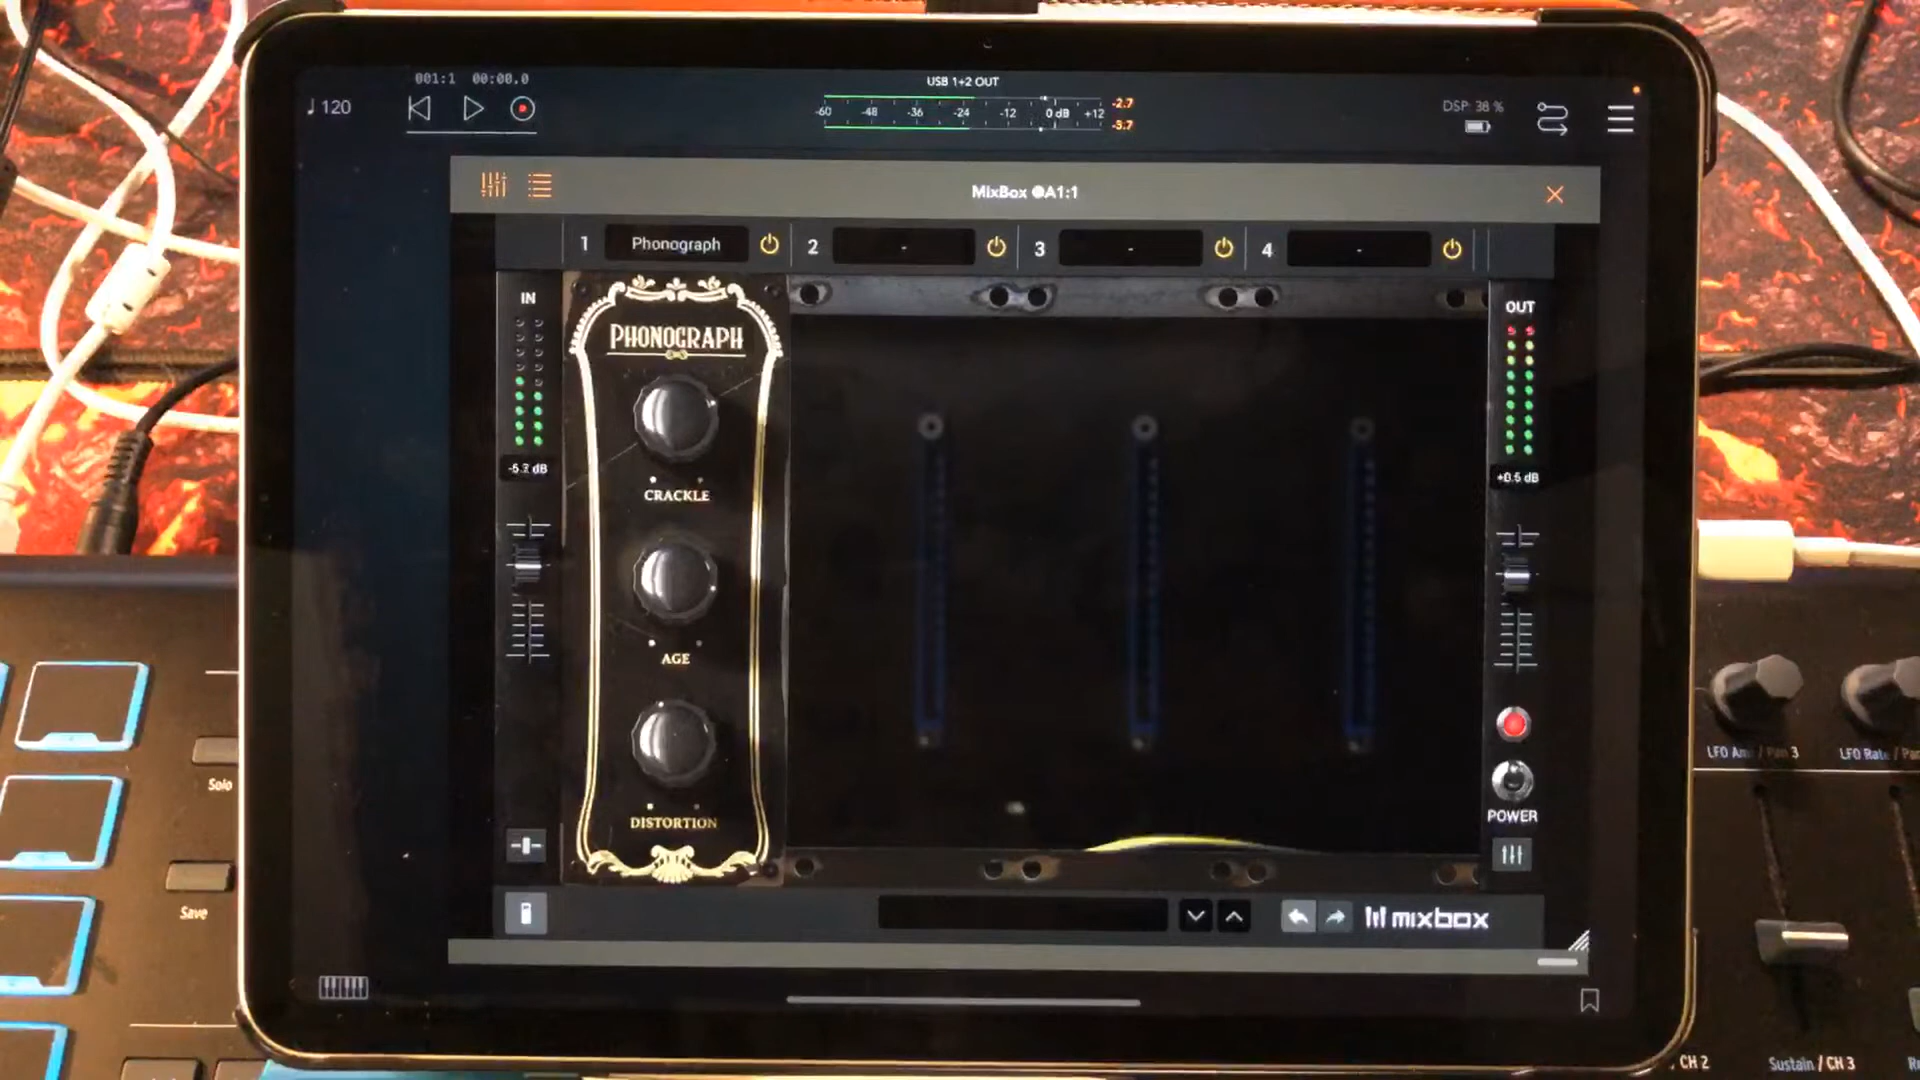 001:1 00:00.0
120
USB 1+2 OUT
-60 -48 -36 -24 -12 0 dB +12
-2.7
-3.7
DSP: 38 %
MixBox A1:1
1 Phonograph 2 - 3 - 4 -
IN
OUT
PHONOGRAPH
-5.7 dB
+0.5 dB
CRACKLE
AGE
DISTORTION
POWER
mixbox
Solo
Save
LFO Rate
CH 2
Sustain / CH 3